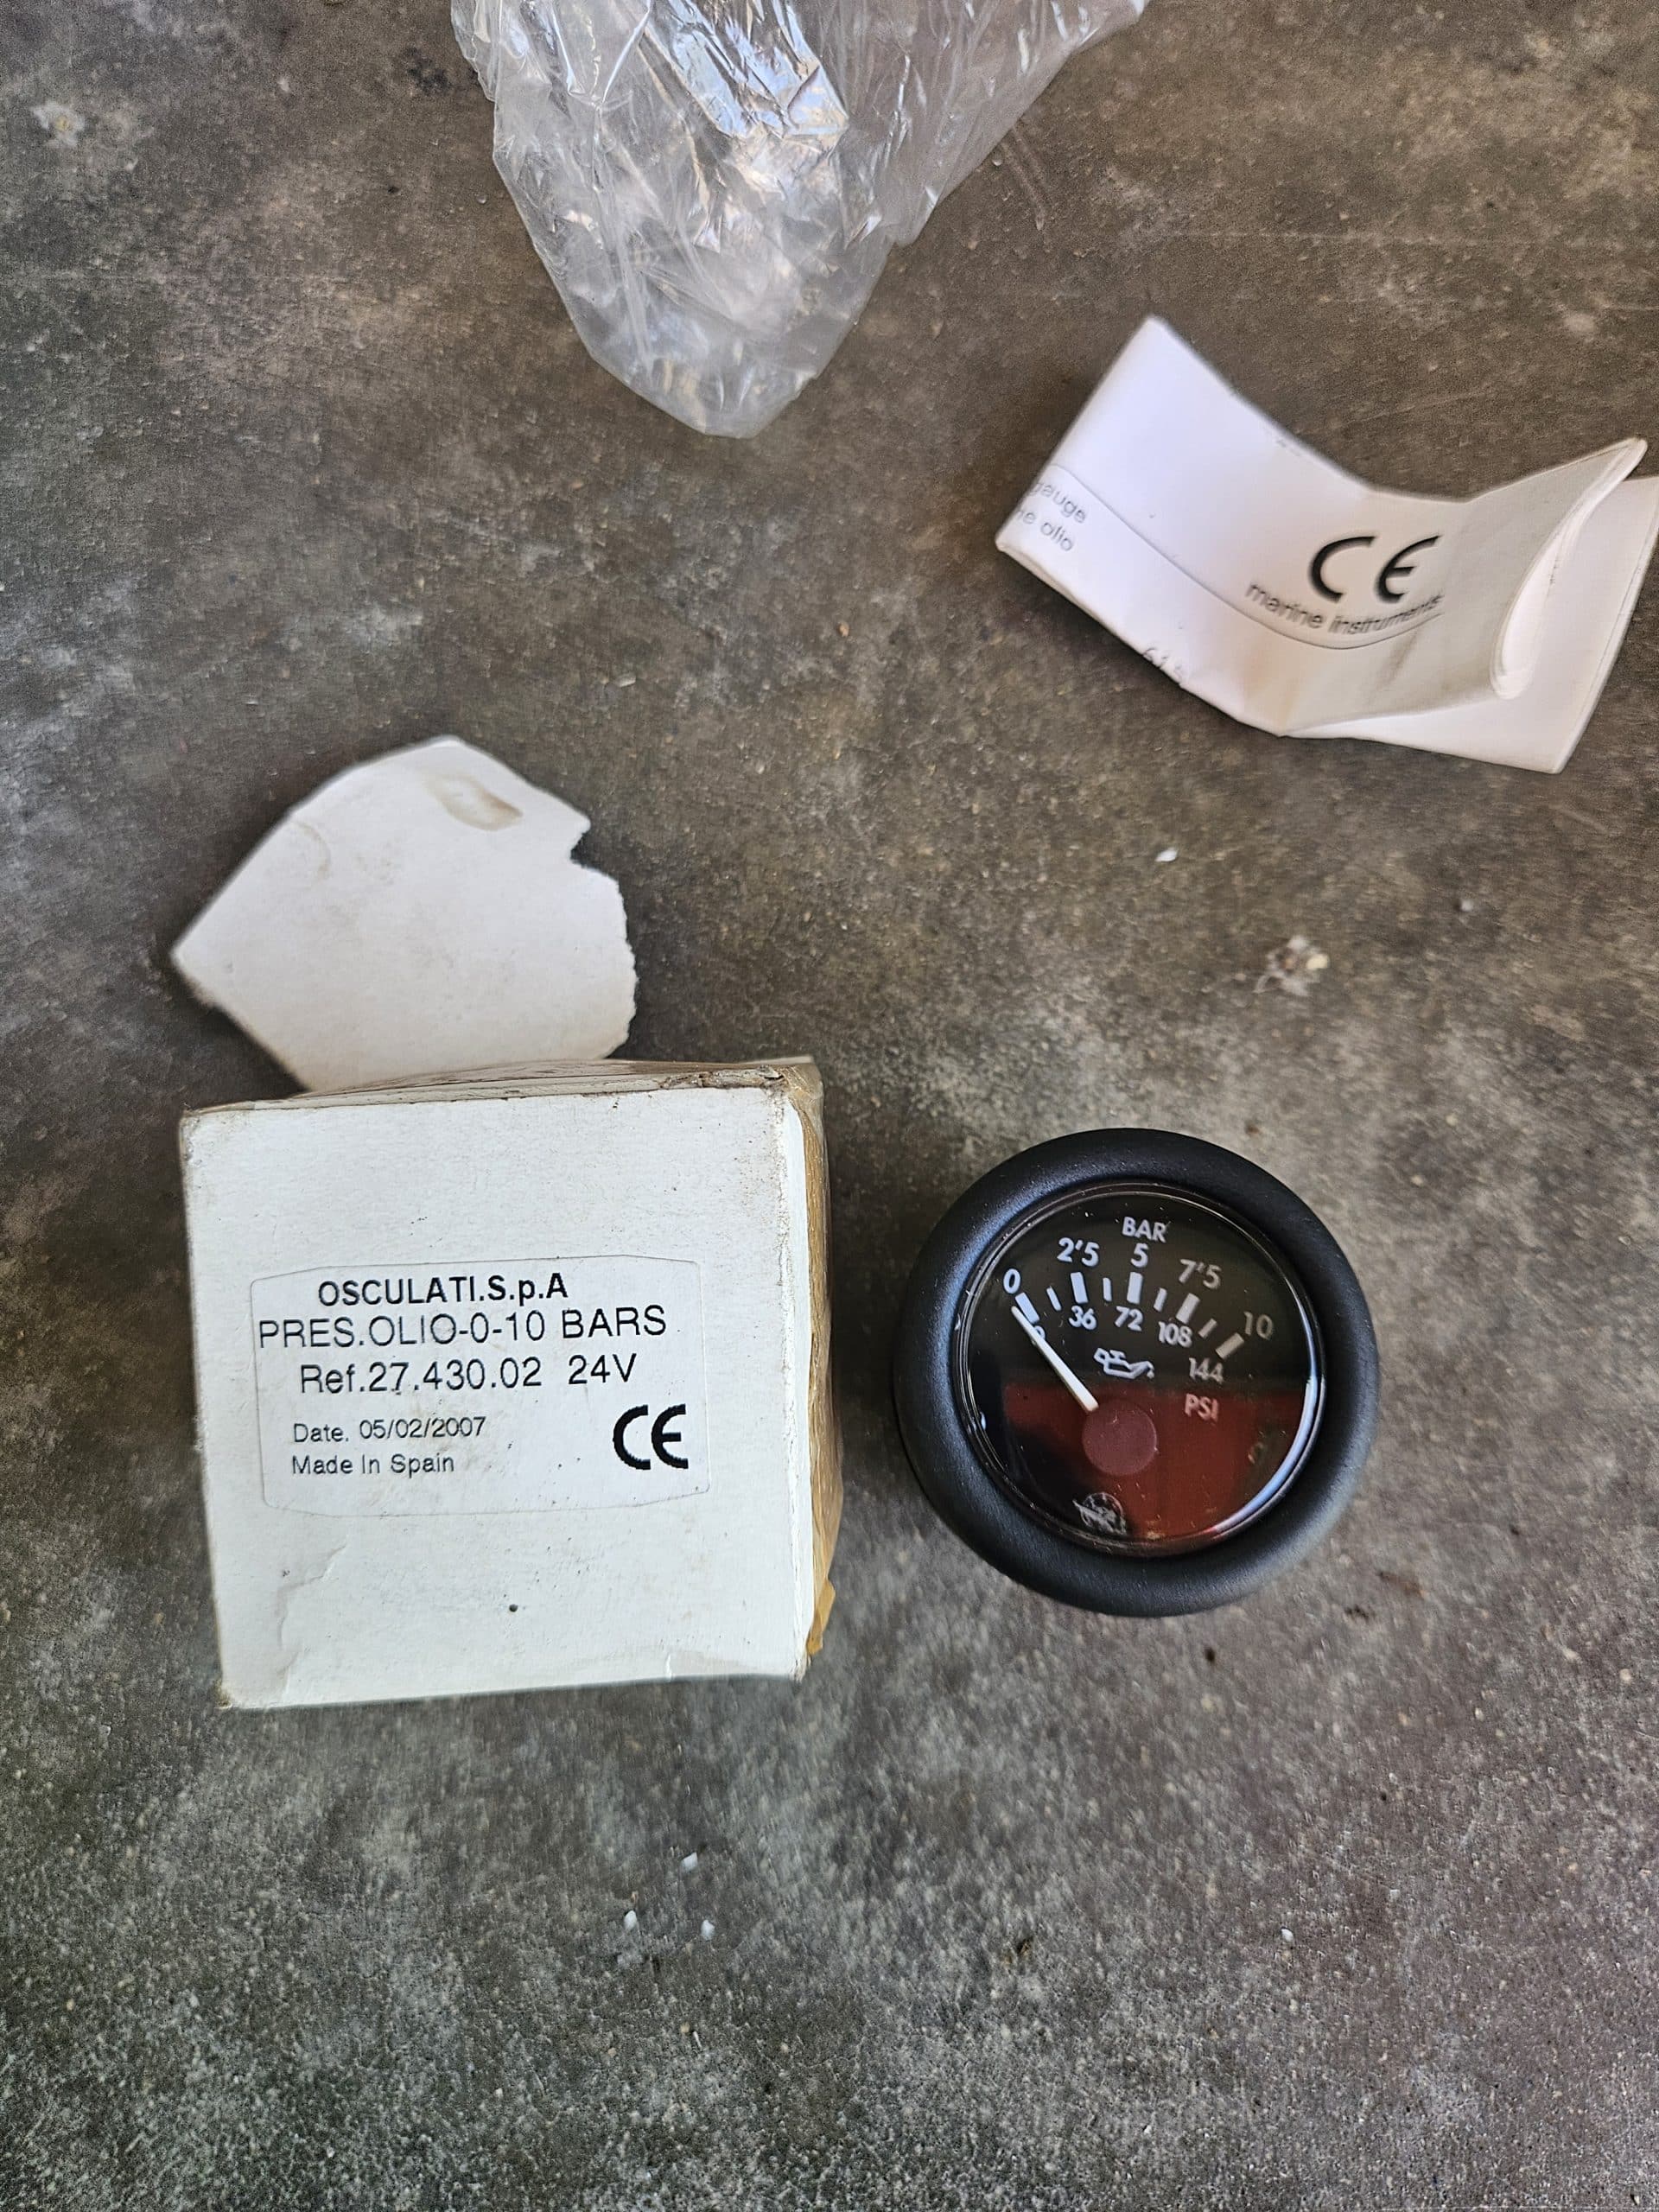 gauge
olio
CE
marine instruments
OSCULATI.S.p.A
PRES.OLIO-0-10 BARS
Ref.27.430.02 24V
Date. 05/02/2007
Made In Spain
CE
BAR
0 2'5 5 7'5 10
36 72 108 144
PSI